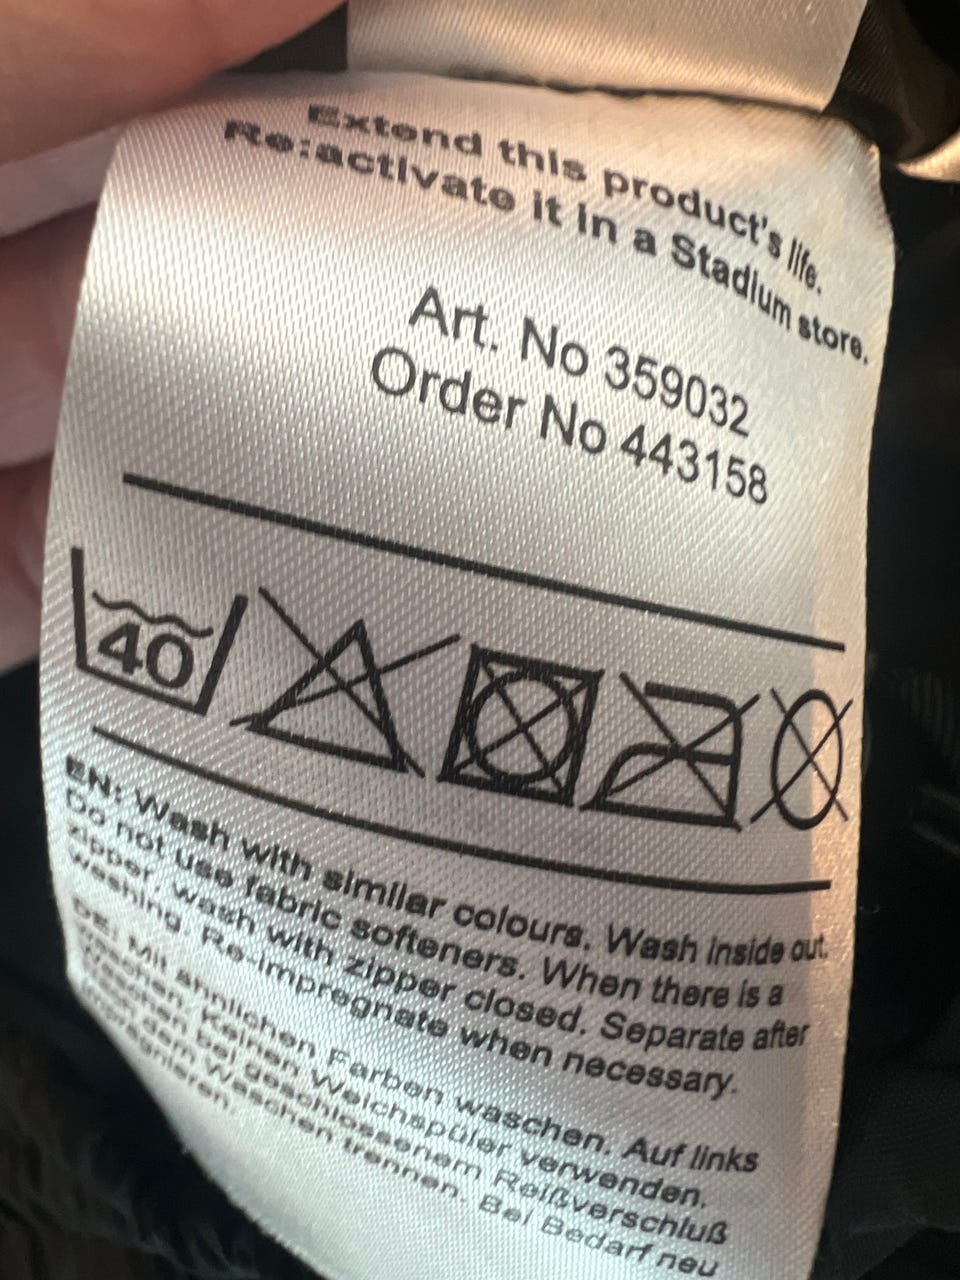 Extend this product's life.
Re:activate it in a Stadium store.
Art. No 359032
Order No 443158
40
EN: Wash with similar colours. Wash inside out.
Do not use fabric softeners. When there is a
zipper, wash with zipper closed. Separate after
washing. Re-impregnate when necessary.
DE: Mit ähnlichen Farben waschen. Auf links
waschen. Keinen Weichspüler verwenden.
Waschen bei geschlossenem Reißverschluß
Nach dem Waschen trennen. Bei Bedarf neu
imprägnieren.